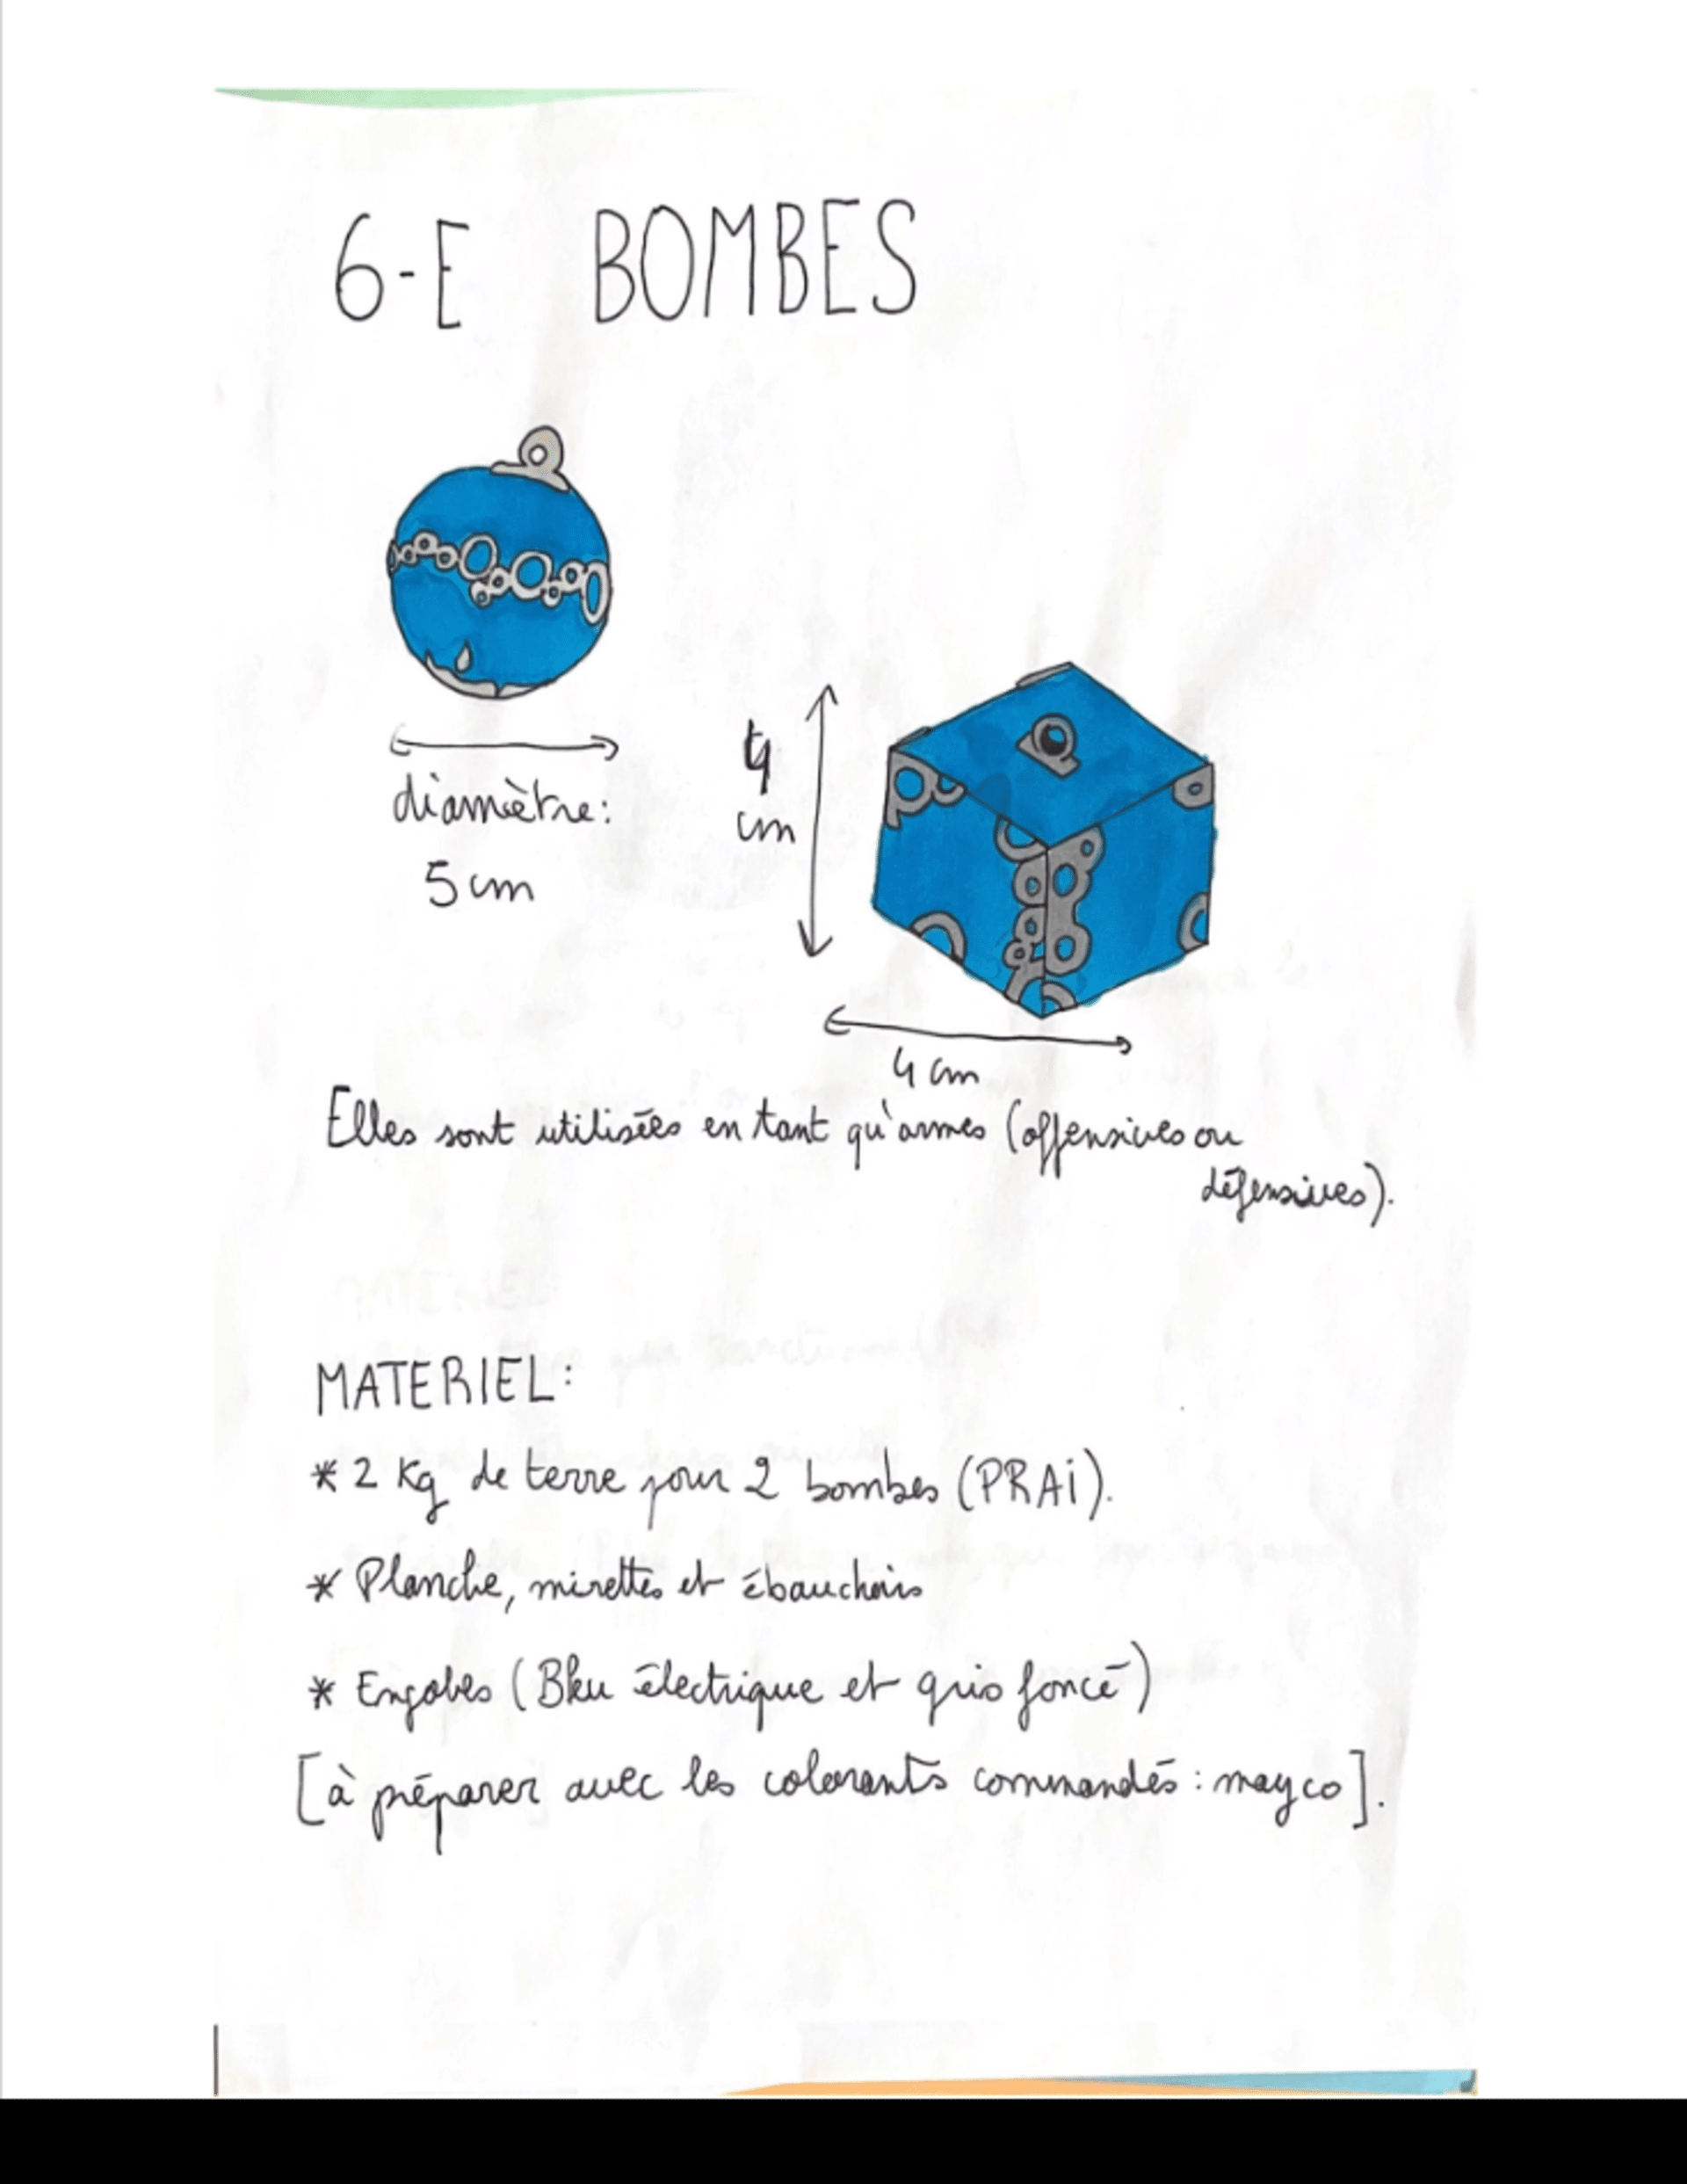 6-E BOMBES
diamètre:
5 cm
4
cm
4 cm
Elles sont utilisées en tant qu'armes (offensives ou
défensives).
MATERIEL:
* 2 Kg de terre pour 2 bombes (PRAi).
* Planche, mirettes et ébauchoirs
* Engobes (Bleu électrique et gris foncé)
[à préparer avec les colorants commandés : mayco].